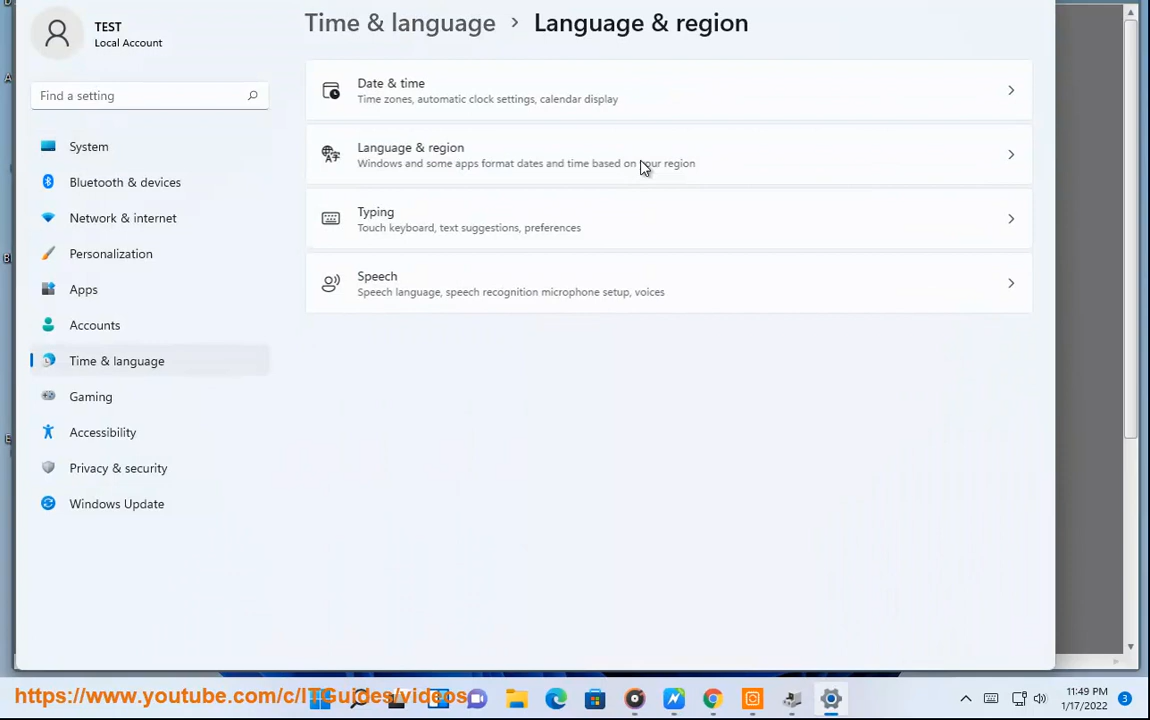 TEST
Local Account
Find a setting
System
Bluetooth & devices
Network & internet
Personalization
Apps
Accounts
Time & language
Gaming
Accessibility
Privacy & security
Windows Update
Time & language > Language & region
Date & time
Time zones, automatic clock settings, calendar display
Language & region
Windows and some apps format dates and time based on your region
Typing
Touch keyboard, text suggestions, preferences
Speech
Speech language, speech recognition microphone setup, voices
https://www.youtube.com/c/ITGuides/videos
11:49 PM
1/17/2022
3